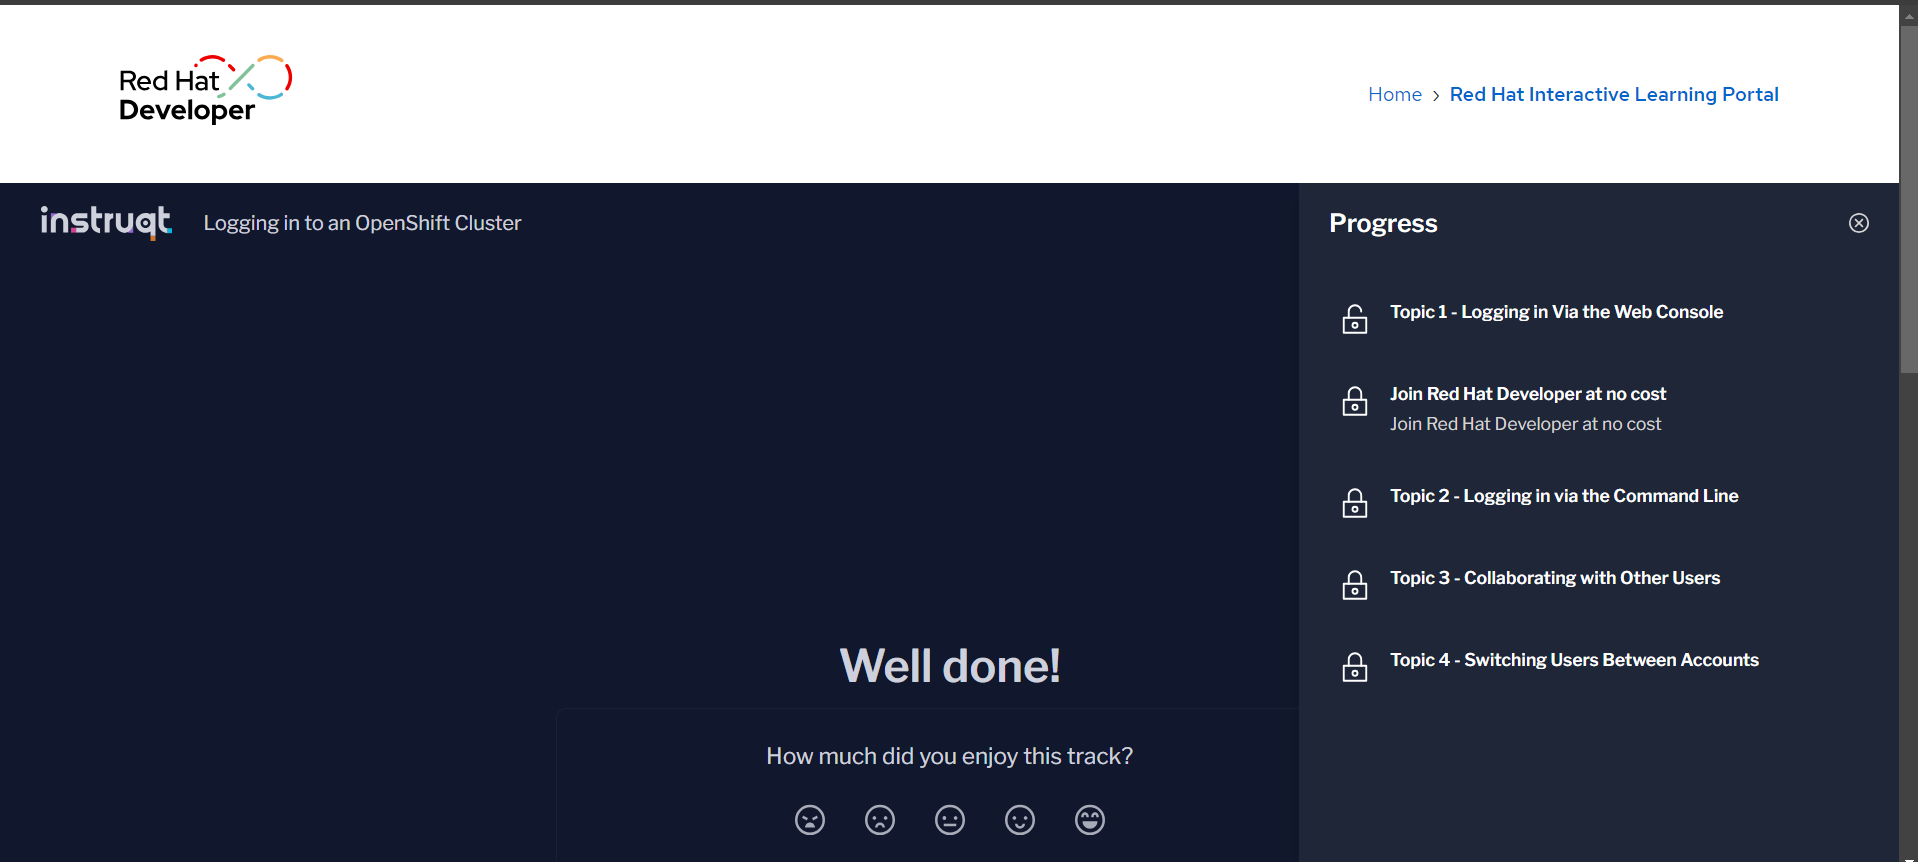 Red Hat
Developer
Home > Red Hat Interactive Learning Portal
instruqt
Logging in to an OpenShift Cluster
Well done!
How much did you enjoy this track?
Progress
Topic 1 - Logging in Via the Web Console
Join Red Hat Developer at no cost
Join Red Hat Developer at no cost
Topic 2 - Logging in via the Command Line
Topic 3 - Collaborating with Other Users
Topic 4 - Switching Users Between Accounts